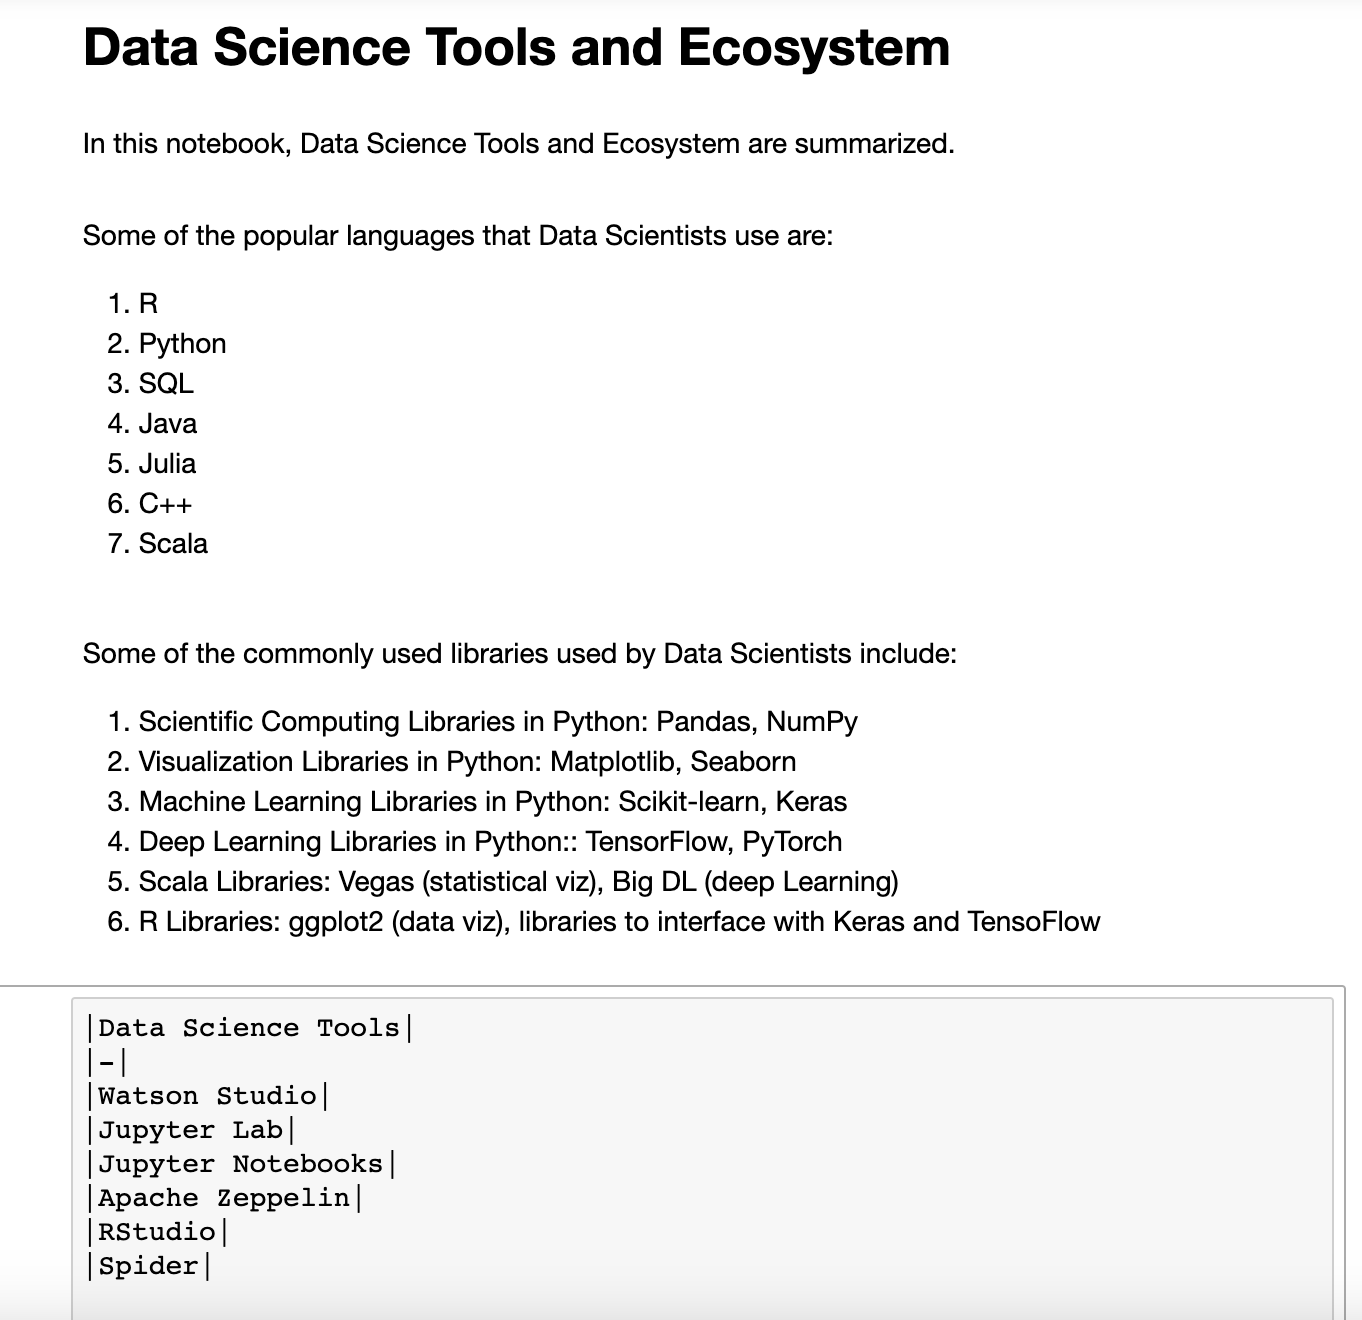 Data Science Tools and Ecosystem
In this notebook, Data Science Tools and Ecosystem are summarized.
Some of the popular languages that Data Scientists use are:
1. R
2. Python
3. SQL
4. Java
5. Julia
6. C++
7. Scala
Some of the commonly used libraries used by Data Scientists include:
1. Scientific Computing Libraries in Python: Pandas, NumPy
2. Visualization Libraries in Python: Matplotlib, Seaborn
3. Machine Learning Libraries in Python: Scikit-learn, Keras
4. Deep Learning Libraries in Python:: TensorFlow, PyTorch
5. Scala Libraries: Vegas (statistical viz), Big DL (deep Learning)
6. R Libraries: ggplot2 (data viz), libraries to interface with Keras and TensoFlow
|Data Science Tools|
|-|
|Watson Studio|
|Jupyter Lab|
|Jupyter Notebooks|
|Apache Zeppelin|
|RStudio|
|Spider|